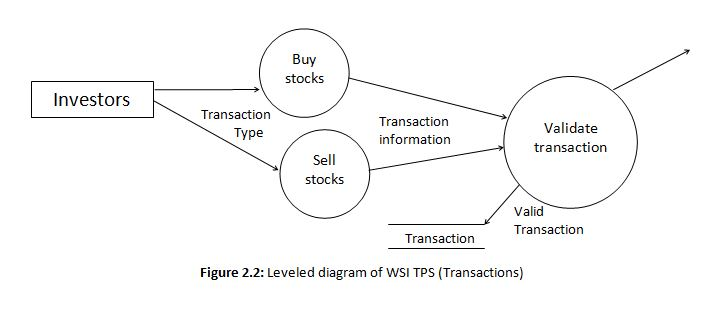 Investors
Buy
stocks
Transaction
Type
Sell
stocks
Transaction
information
Validate
transaction
Valid
Transaction
Transaction
Figure 2.2: Leveled diagram of WSI TPS (Transactions)